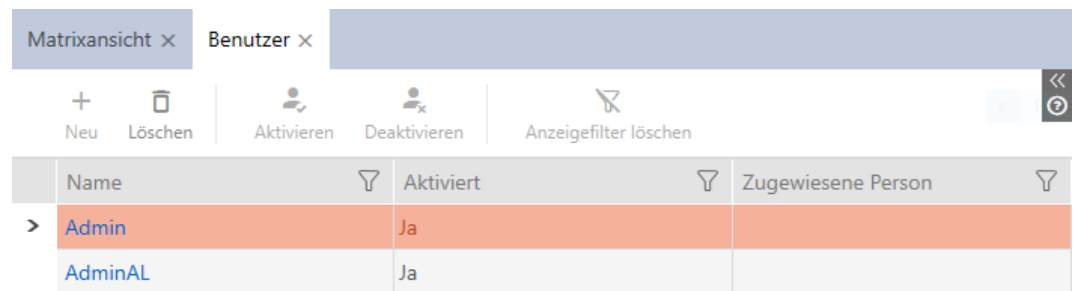 Matrixansicht × Benutzer ×
Neu Löschen Aktivieren Deaktivieren Anzeigefilter löschen
Name Aktiviert Zugewiesene Person
Admin Ja
AdminAL Ja